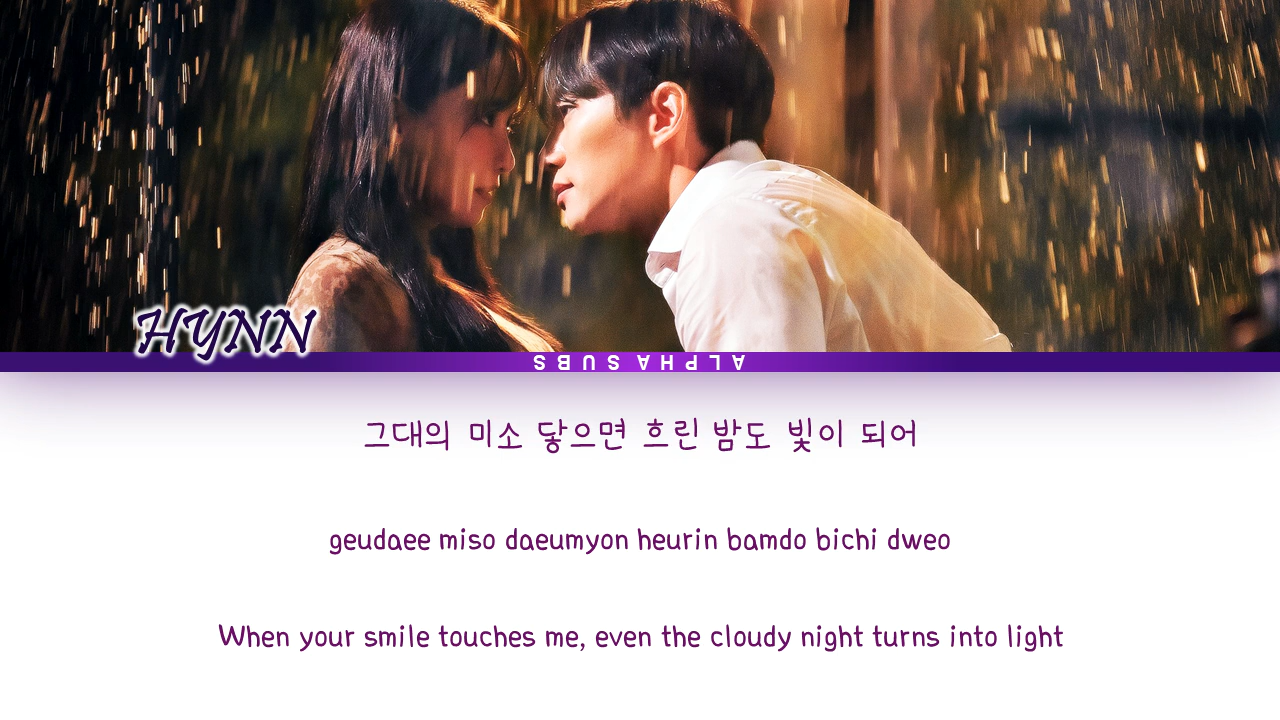 HYNN
ALPHA SUBS
그대의 미소 닿으면 흐린 밤도 빛이 되어
geudaee miso daeumyon heurin bamdo bichi dweo
When your smile touches me, even the cloudy night turns into light